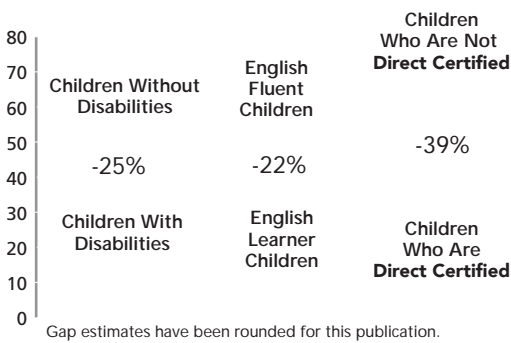 80
70
60
50
40
30
20
10
0
Children Without
Disabilities
-25%
Children With
Disabilities
English
Fluent
Children
-22%
English
Learner
Children
Children
Who Are Not
Direct Certified
-39%
Children
Who Are
Direct Certified
Gap estimates have been rounded for this publication.